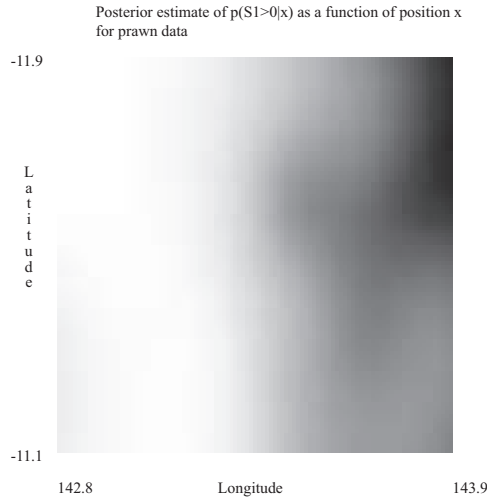 Posterior estimate of p(S1>0|x) as a function of position x
for prawn data
-11.9
L
a
t
i
t
u
d
e
-11.1
142.8 Longitude 143.9